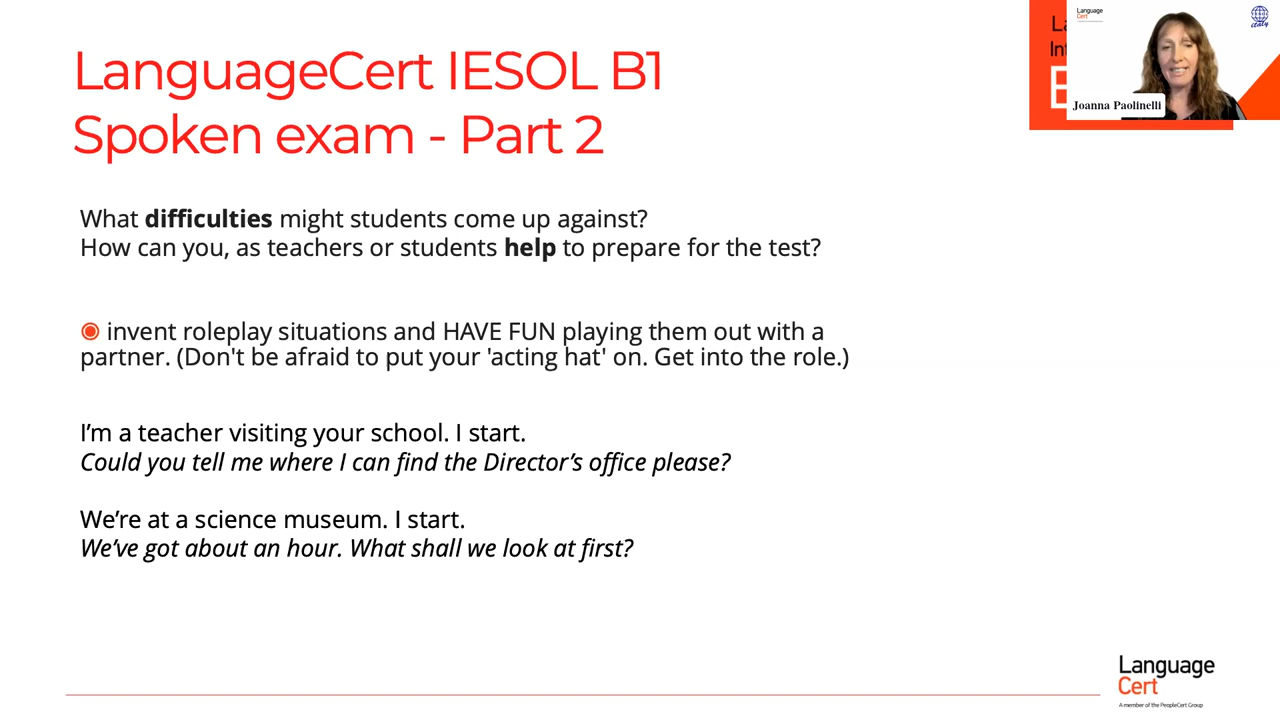 LanguageCert IESOL B1
Spoken exam - Part 2
What difficulties might students come up against?
How can you, as teachers or students help to prepare for the test?
invent roleplay situations and HAVE FUN playing them out with a
partner. (Don't be afraid to put your 'acting hat' on. Get into the role.)
I'm a teacher visiting your school. I start.
Could you tell me where I can find the Director's office please?
We're at a science museum. I start.
We've got about an hour. What shall we look at first?
Language
Cert
Joanna Paolinelli
Language
Cert
A member of the PeopleCert Group